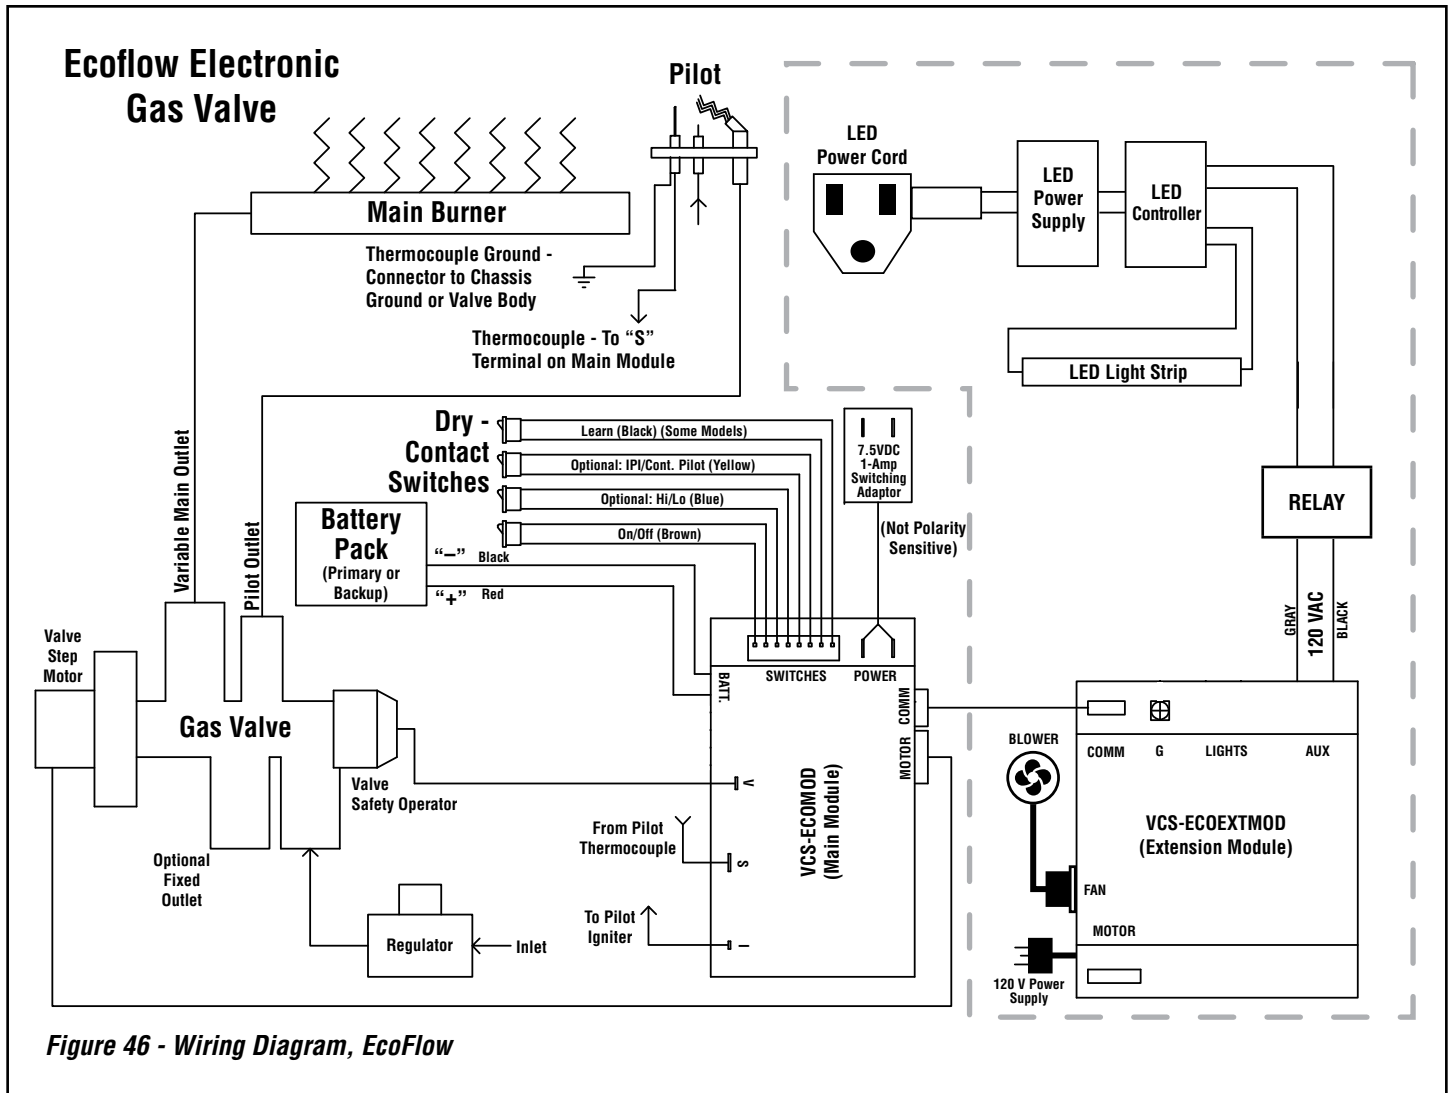 Ecoflow Electronic
Gas Valve
Pilot
LED
Power Cord
LED
Power
Supply
LED
Controller
Main Burner
Thermocouple Ground -
Connector to Chassis
Ground or Valve Body
Thermocouple - To “S”
Terminal on Main Module
LED Light Strip
Variable Main Outlet
Pilot Outlet
Dry -
Contact
Switches
Learn (Black) (Some Models)
Optional: IPI/Cont. Pilot (Yellow)
Optional: Hi/Lo (Blue)
On/Off (Brown)
7.5VDC
1-Amp
Switching
Adaptor
(Not Polarity
Sensitive)
RELAY
Battery
Pack
(Primary or
Backup)
“–”
Black
“+”
Red
GRAY
120 VAC
BLACK
Valve
Step
Motor
Gas Valve
Valve
Safety Operator
Optional
Fixed
Outlet
Regulator
Inlet
SWITCHES
POWER
BATT.
COMM
MOTOR
V
S
I
VCS-ECOMOD
(Main Module)
From Pilot
Thermocouple
To Pilot
Igniter
BLOWER
COMM
G
LIGHTS
AUX
VCS-ECOEXTMOD
(Extension Module)
FAN
MOTOR
120 V Power
Supply
Figure 46 - Wiring Diagram, EcoFlow